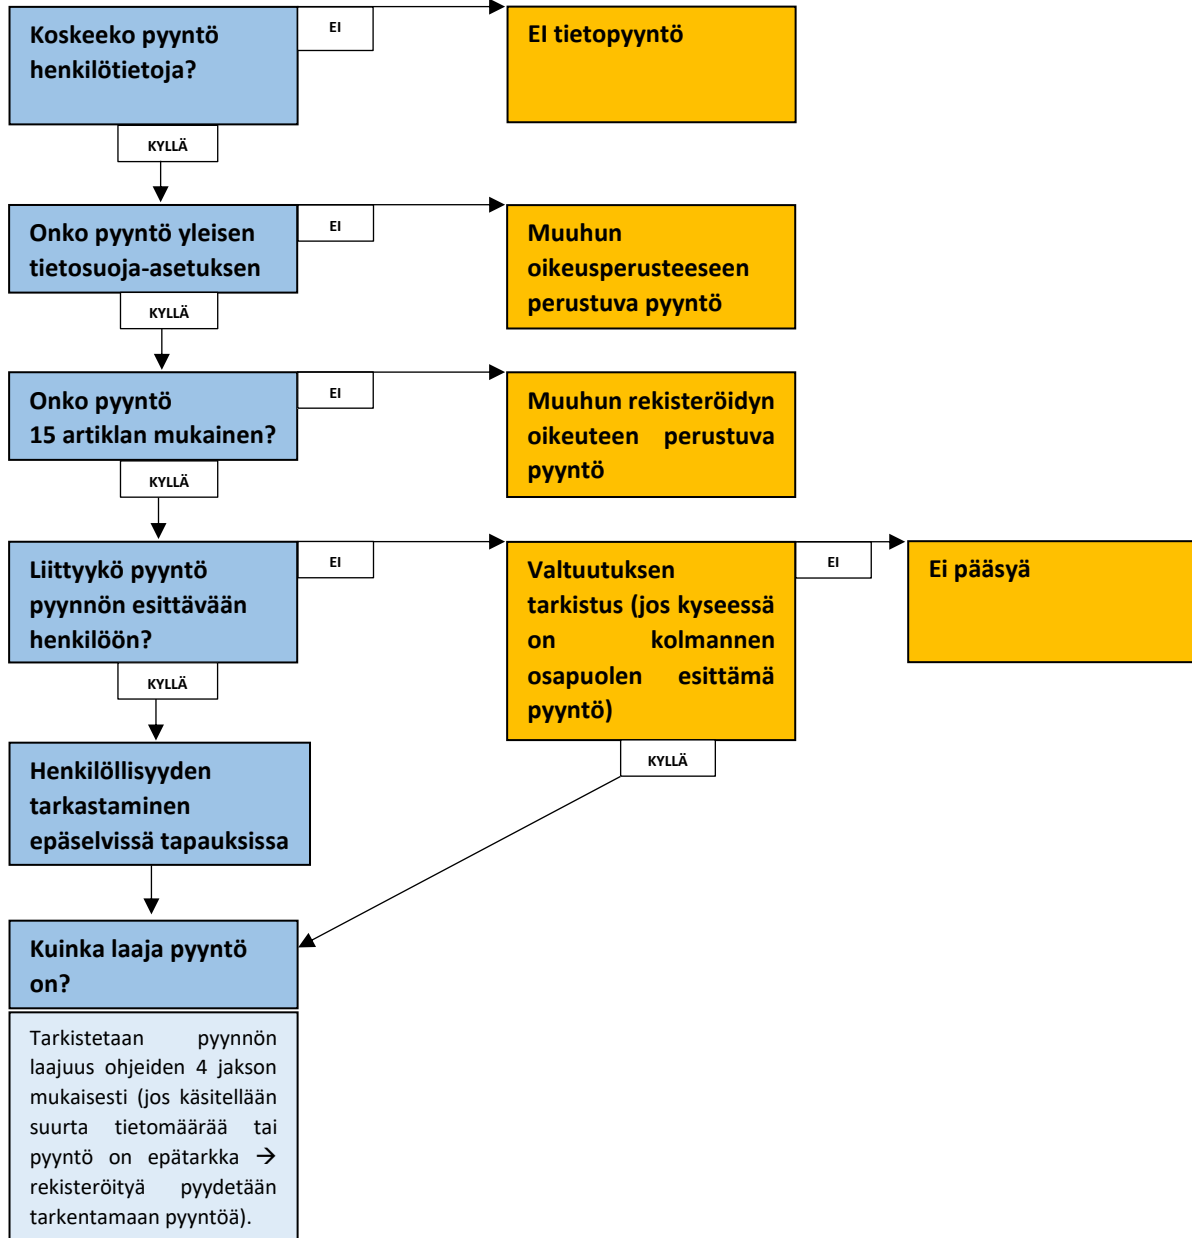 Koskeeko pyyntö
henkilötietoja?
EI
EI tietopyyntö
KYLLÄ
Onko pyyntö yleisen
tietosuoja-asetuksen
EI
Muuhun
oikeusperusteeseen
perustuva pyyntö
KYLLÄ
Onko pyyntö
15 artiklan mukainen?
EI
Muuhun rekisteröidyn
oikeuteen perustuva
pyyntö
KYLLÄ
Liittyykö pyyntö
pyynnön esittävään
henkilöön?
EI
Valtuutuksen
tarkistus (jos kyseessä
on kolmannen
osapuolen esittämä
pyyntö)
EI
Ei pääsyä
KYLLÄ
KYLLÄ
Henkilöllisyyden
tarkastaminen
epäselvissä tapauksissa
Kuinka laaja pyyntö
on?
Tarkistetaan pyynnön
laajuus ohjeiden 4 jakson
mukaisesti (jos käsitellään
suurta tietomäärää tai
pyyntö on epätarkka →
rekisteröityä pyydetään
tarkentamaan pyyntöä).